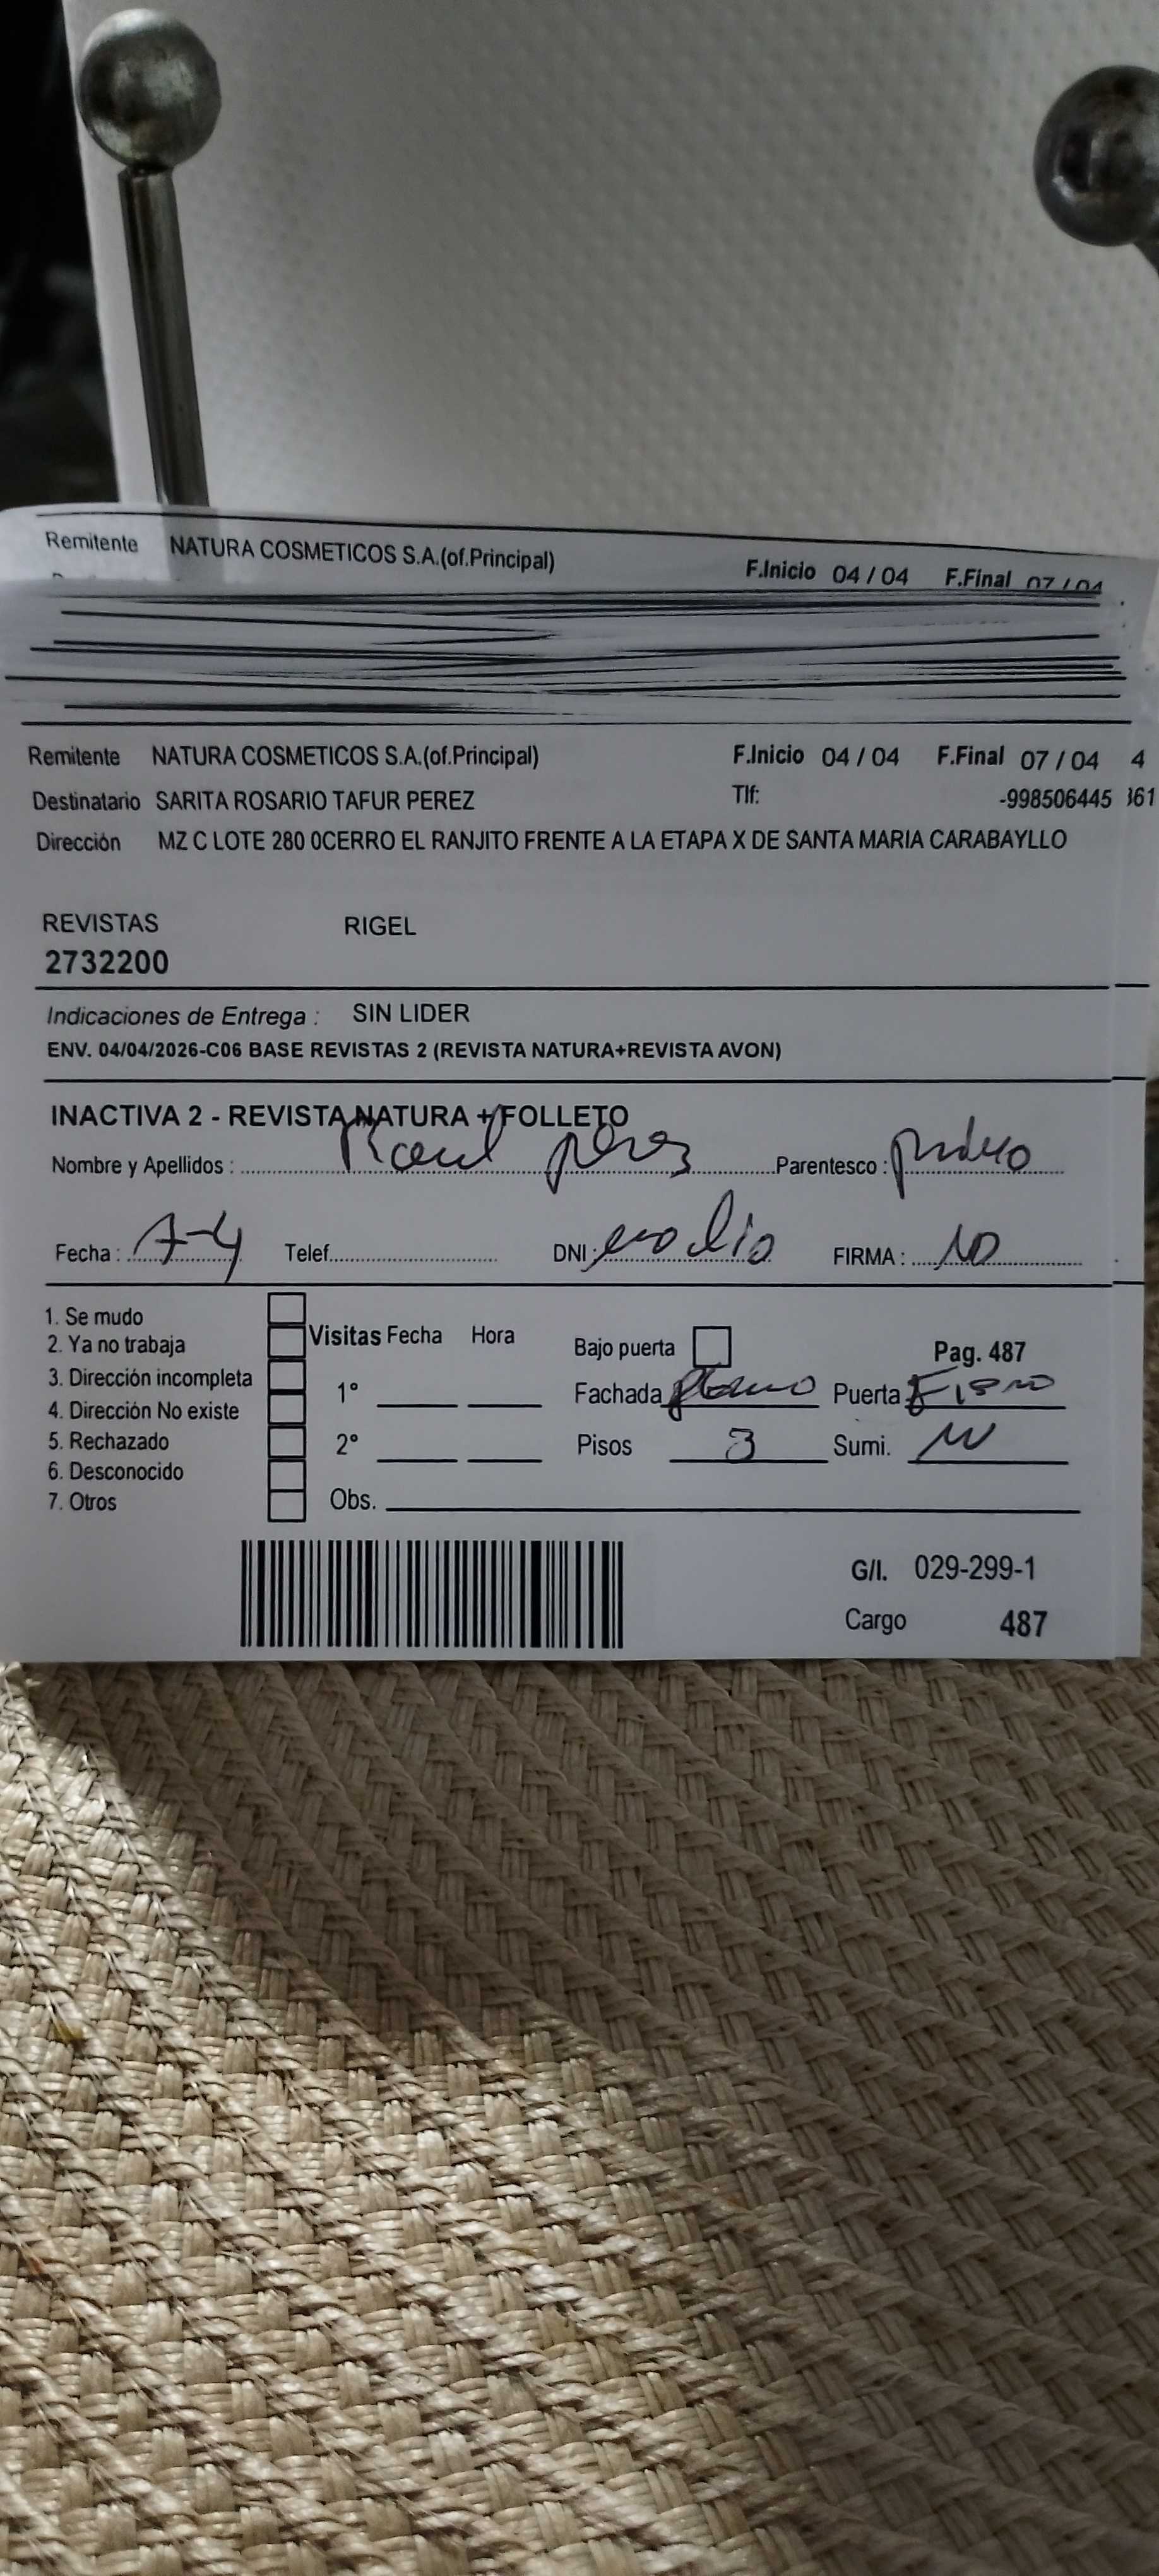 Remitente NATURA COSMETICOS S.A.(of.Principal) F.Inicio 04 / 04 F.Final 07 / 04
Remitente NATURA COSMETICOS S.A.(of.Principal) F.Inicio 04 / 04 F.Final 07 / 04 4
Destinatario SARITA ROSARIO TAFUR PEREZ Tlf: -998506445 361
Dirección MZ C LOTE 280 0CERRO EL RANJITO FRENTE A LA ETAPA X DE SANTA MARIA CARABAYLLO
REVISTAS RIGEL
2732200
Indicaciones de Entrega : SIN LIDER
ENV. 04/04/2026-C06 BASE REVISTAS 2 (REVISTA NATURA+REVISTA AVON)
INACTIVA 2 - REVISTA NATURA + FOLLETO
Nombre y Apellidos : Raul perez Parentesco :
Fecha : 7-4 Telef. DNI : FIRMA :
1. Se mudo
2. Ya no trabaja Visitas Fecha Hora Bajo puerta Pag. 487
3. Dirección incompleta
4. Dirección No existe 1° Fachada Puerta Fierro
5. Rechazado 2° Pisos 3 Sumi.
6. Desconocido
7. Otros Obs.
G/I. 029-299-1
Cargo 487